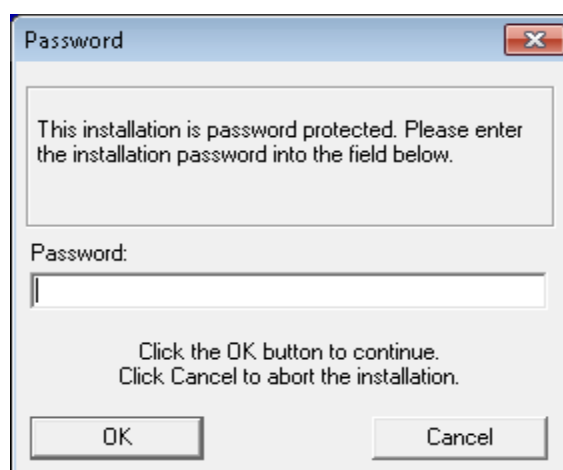 Password
This installation is password protected. Please enter
the installation password into the field below.
Password:
Click the OK button to continue.
Click Cancel to abort the installation.
OK
Cancel